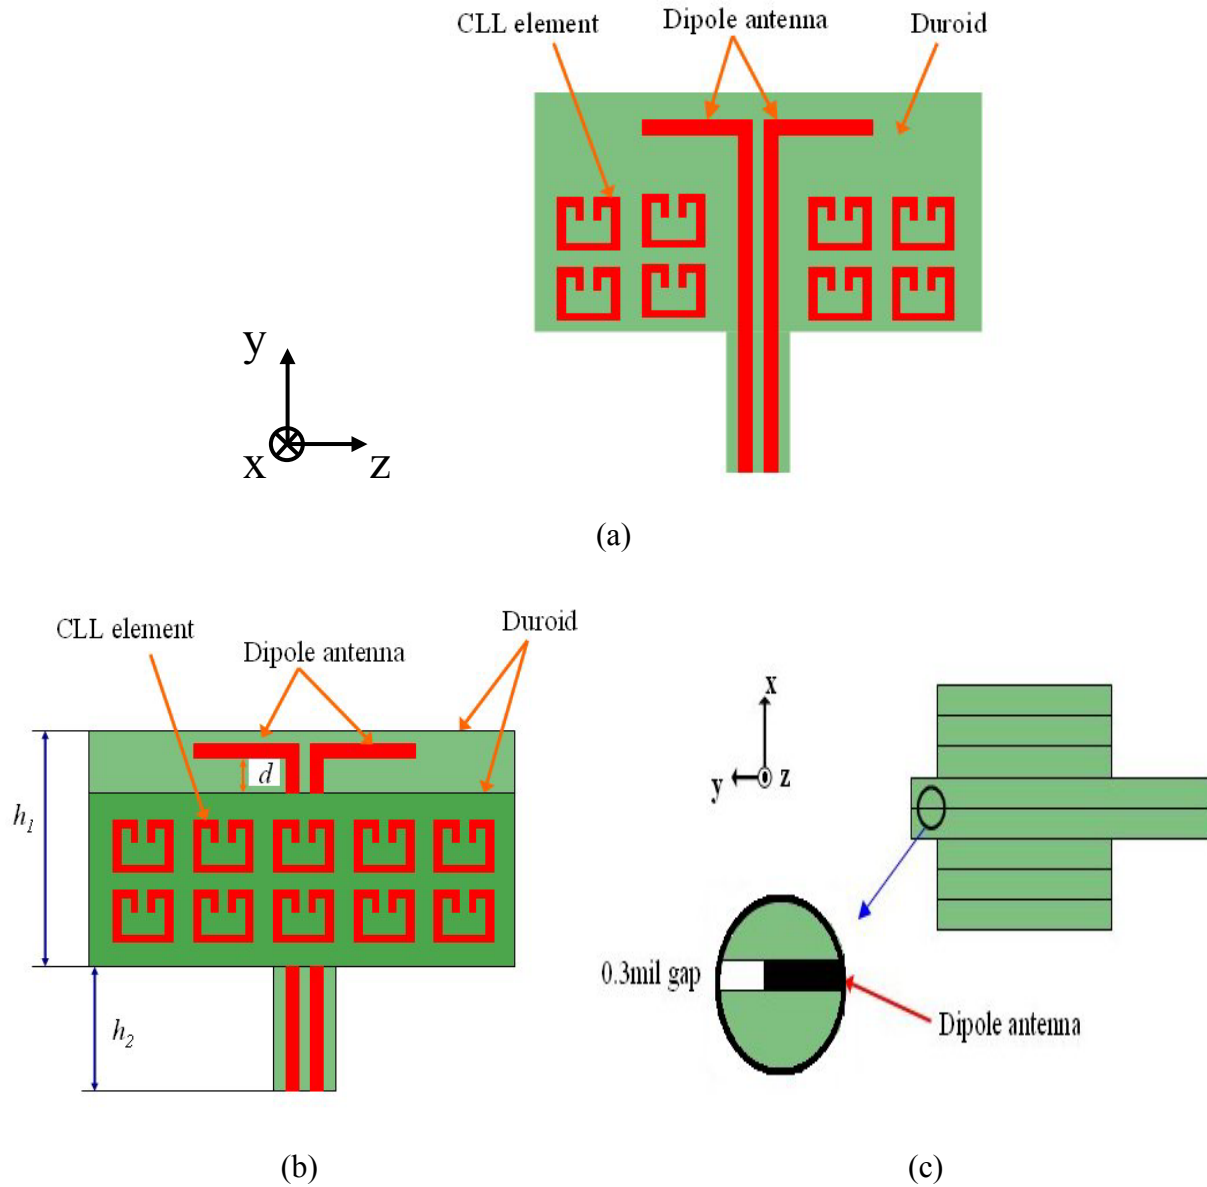 CLL element
Dipole antenna
Duroid
y
x
z
(a)
CLL element
Dipole antenna
Duroid
d
h1
h2
(b)
x
y
z
0.3mil gap
Dipole antenna
(c)